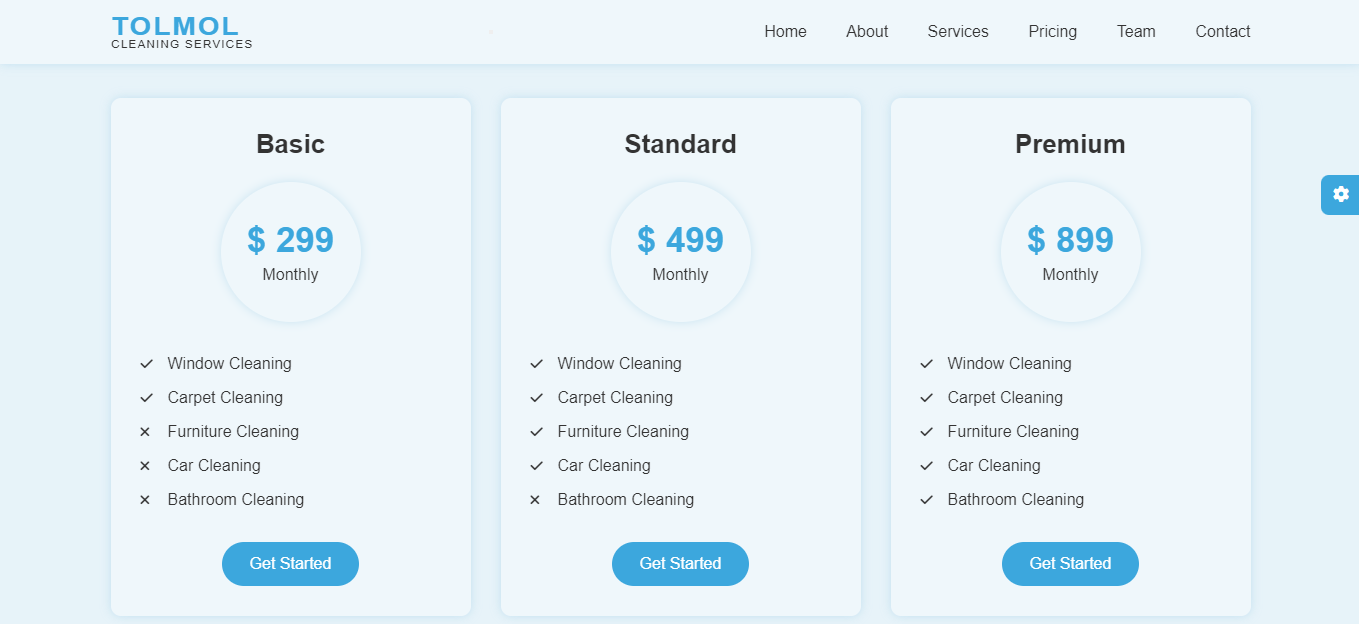 TOLMOL
CLEANING SERVICES
Home
About
Services
Pricing
Team
Contact
Basic
$ 299
Monthly
Window Cleaning
Carpet Cleaning
Furniture Cleaning
Car Cleaning
Bathroom Cleaning
Get Started
Standard
$ 499
Monthly
Window Cleaning
Carpet Cleaning
Furniture Cleaning
Car Cleaning
Bathroom Cleaning
Get Started
Premium
$ 899
Monthly
Window Cleaning
Carpet Cleaning
Furniture Cleaning
Car Cleaning
Bathroom Cleaning
Get Started